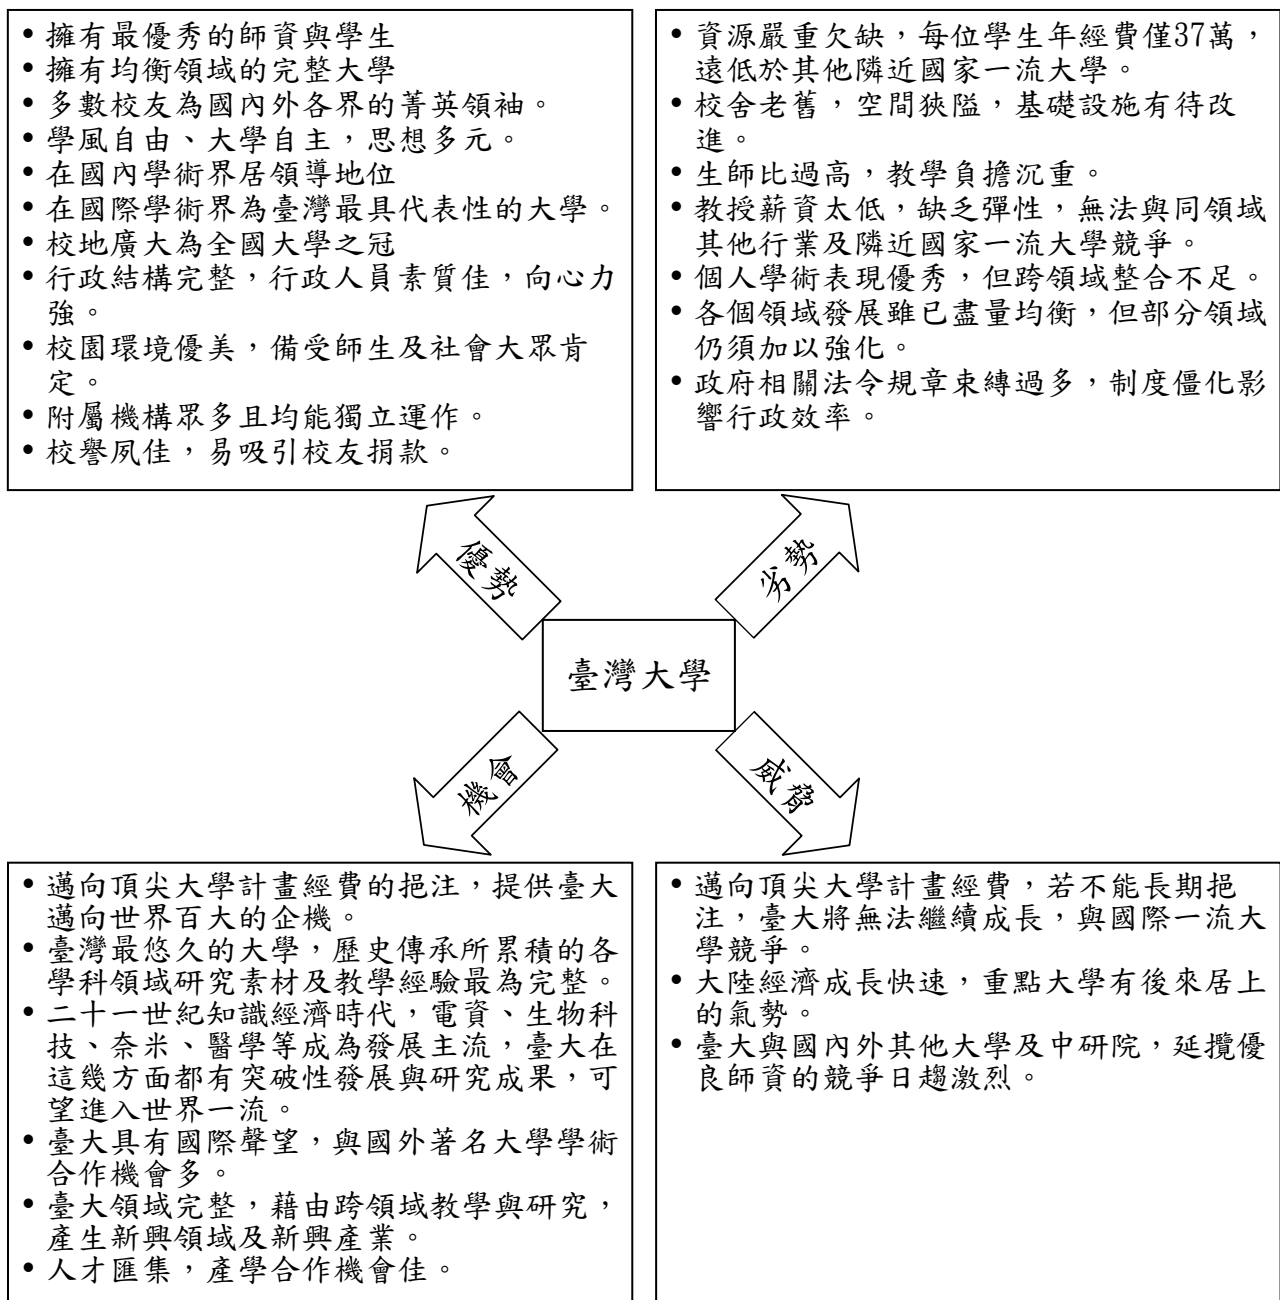 • 擁有最優秀的師資與學生
• 擁有均衡領域的完整大學
• 多數校友為國內外各界的菁英領袖。
• 學風自由、大學自主，思想多元。
• 在國內學術界居領導地位
• 在國際學術界為臺灣最具代表性的大學。
• 校地廣大為全國大學之冠
• 行政結構完整，行政人員素質佳，向心力
強。
• 校園環境優美，備受師生及社會大眾肯
定。
• 附屬機構眾多且均能獨立運作。
• 校譽夙佳，易吸引校友捐款。
• 資源嚴重欠缺，每位學生年經費僅37萬，
遠低於其他隣近國家一流大學。
• 校舍老舊，空間狹隘，基礎設施有待改
進。
• 生師比過高，教學負擔沉重。
• 教授薪資太低，缺乏彈性，無法與同領域
其他行業及隣近國家一流大學競爭。
• 個人學術表現優秀，但跨領域整合不足。
• 各個領域發展雖已盡量均衡，但部分領域
仍須加以強化。
• 政府相關法令規章束縛過多，制度僵化影
響行政效率。
優勢
劣勢
臺灣大學
機會
威脅
• 邁向頂尖大學計畫經費的挹注，提供臺大
邁向世界百大的企機。
• 臺灣最悠久的大學，歷史傳承所累積的各
學科領域研究素材及教學經驗最為完整。
• 二十一世紀知識經濟時代，電資、生物科
技、奈米、醫學等成為發展主流，臺大在
這幾方面都有突破性發展與研究成果，可
望進入世界一流。
• 臺大具有國際聲望，與國外著名大學學術
合作機會多。
• 臺大領域完整，藉由跨領域教學與研究，
產生新興領域及新興產業。
• 人才匯集，產學合作機會佳。
• 邁向頂尖大學計畫經費，若不能長期挹
注，臺大將無法繼續成長，與國際一流大
學競爭。
• 大陸經濟成長快速，重點大學有後來居上
的氣勢。
• 臺大與國內外其他大學及中研院，延攬優
良師資的競爭日趨激烈。